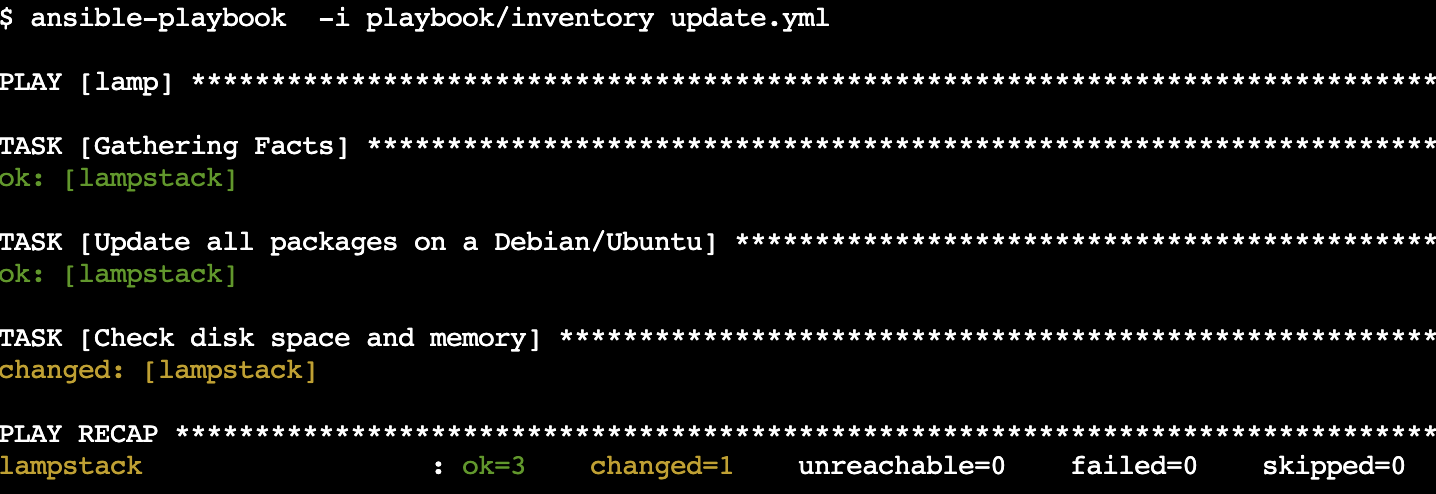 $ ansible-playbook  -i playbook/inventory update.yml
PLAY [lamp] ******************************************************************************
TASK [Gathering Facts] *******************************************************************
ok: [lampstack]
TASK [Update all packages on a Debian/Ubuntu] ********************************************
ok: [lampstack]
TASK [Check disk space and memory] *******************************************************
changed: [lampstack]
PLAY RECAP *******************************************************************************
lampstack                  : ok=3    changed=1    unreachable=0    failed=0    skipped=0